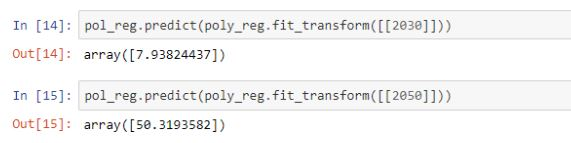 In [14]: pol_reg.predict(poly_reg.fit_transform([[2030]]))
Out[14]: array([7.93824437])
In [15]: pol_reg.predict(poly_reg.fit_transform([[2050]]))
Out[15]: array([50.3193582])